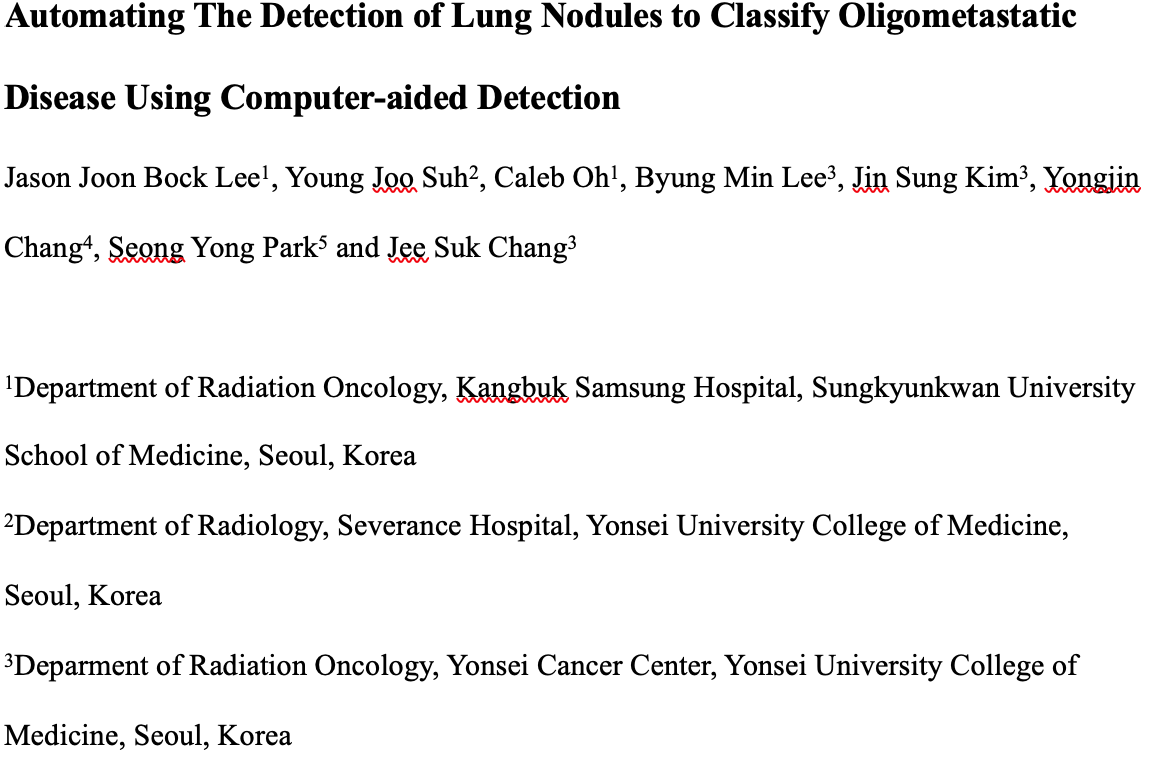 Automating The Detection of Lung Nodules to Classify Oligometastatic
Disease Using Computer-aided Detection
Jason Joon Bock Lee¹, Young Joo Suh², Caleb Oh¹, Byung Min Lee³, Jin Sung Kim³, Yongjin
Chang⁴, Seong Yong Park⁵ and Jee Suk Chang³
¹Department of Radiation Oncology, Kangbuk Samsung Hospital, Sungkyunkwan University
School of Medicine, Seoul, Korea
²Department of Radiology, Severance Hospital, Yonsei University College of Medicine,
Seoul, Korea
³Deparment of Radiation Oncology, Yonsei Cancer Center, Yonsei University College of
Medicine, Seoul, Korea